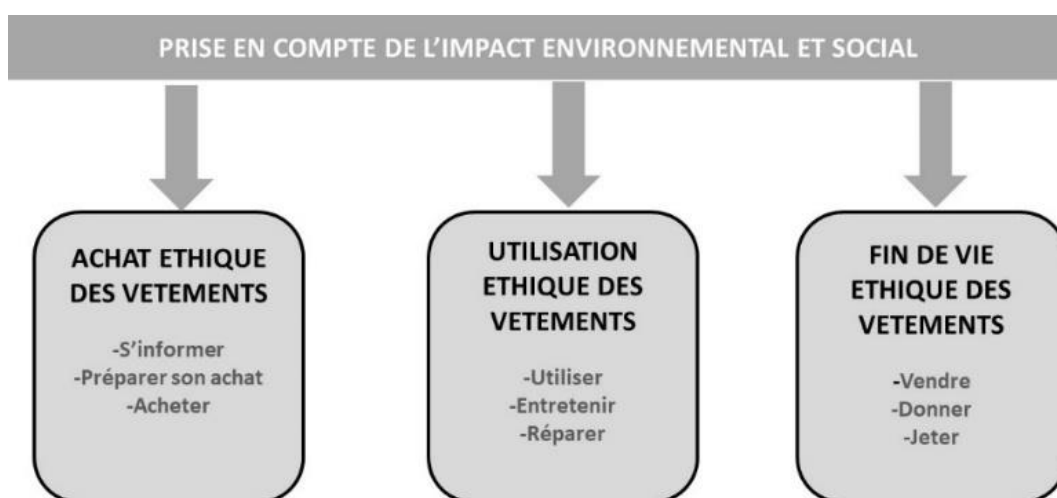 PRISE EN COMPTE DE L'IMPACT ENVIRONNEMENTAL ET SOCIAL
ACHAT ETHIQUE
DES VETEMENTS
-S'informer
-Préparer son achat
-Acheter
UTILISATION
ETHIQUE DES
VETEMENTS
-Utiliser
-Entretenir
-Réparer
FIN DE VIE
ETHIQUE DES
VETEMENTS
-Vendre
-Donner
-Jeter